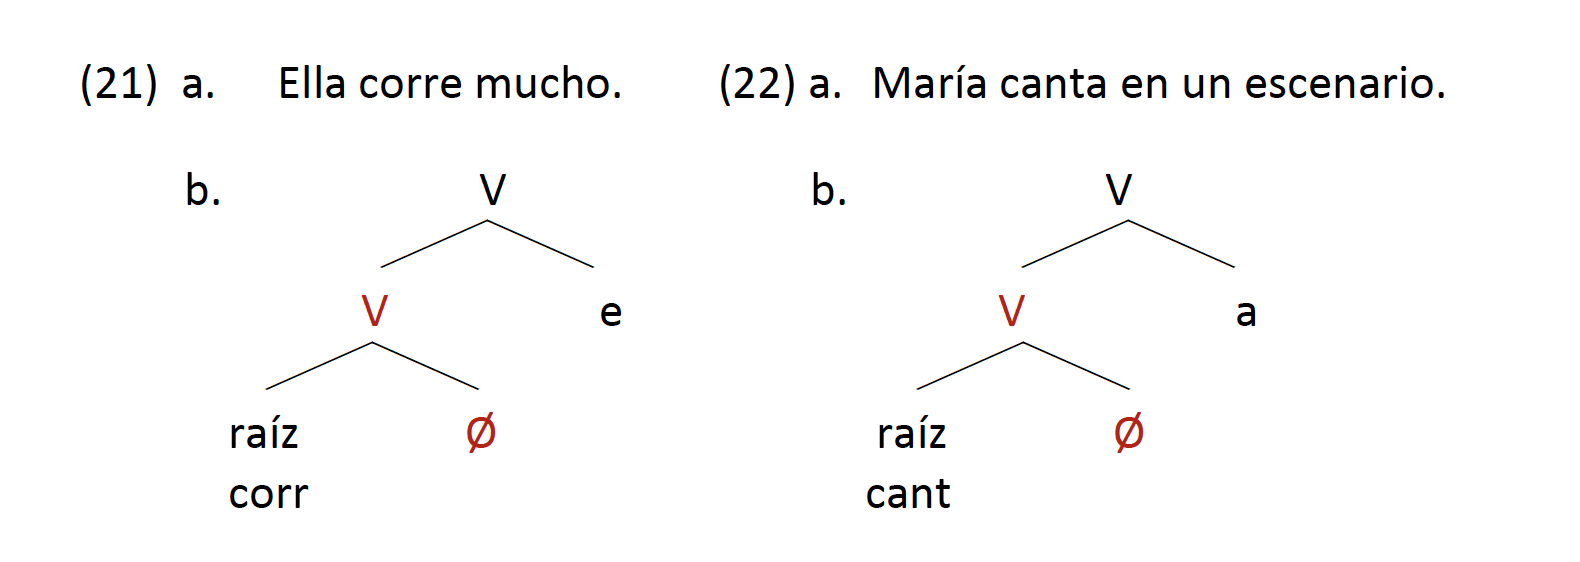 (21) a. Ella corre mucho. (22) a. María canta en un escenario.
b. V b. V
V e V a
raíz Ø raíz Ø
corr cant